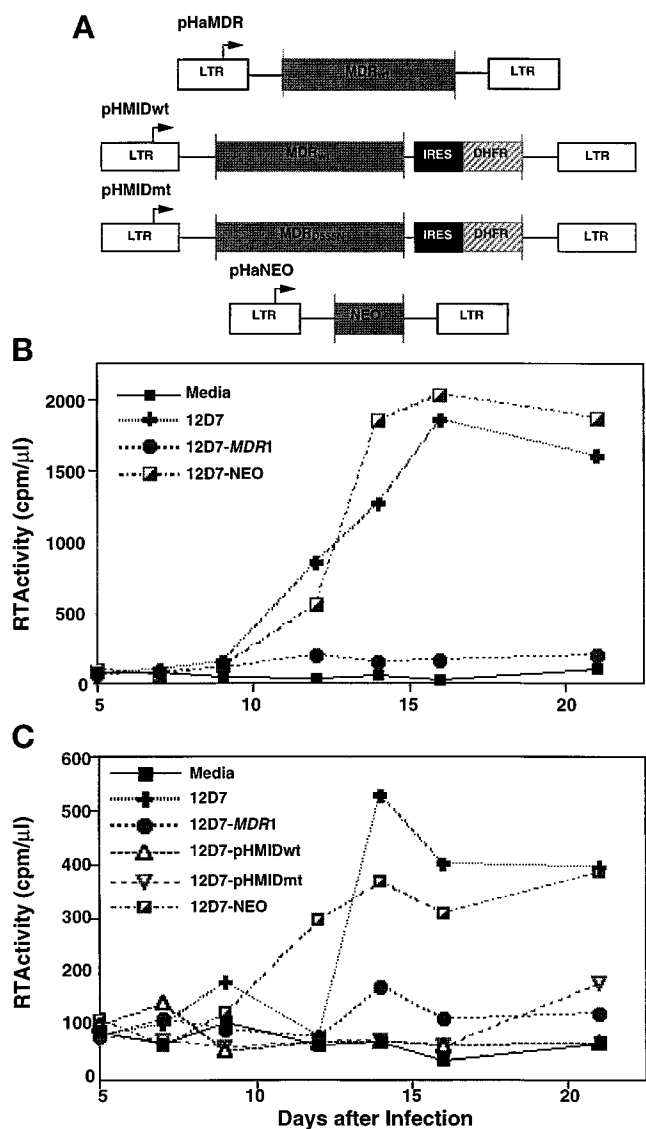 A
pHaMDR
LTR
MDR
LTR
pHMIDwt
LTR
MDR
IRES
DHFR
LTR
pHMIDmt
LTR
MDR
IRES
DHFR
LTR
pHaNEO
LTR
NEO
LTR
B
RTActivity (cpm/µl)
2000
1500
1000
500
0
Media
12D7
12D7-MDR1
12D7-NEO
5
10
15
20
C
RTActivity (cpm/µl)
600
500
400
300
200
100
0
Media
12D7
12D7-MDR1
12D7-pHMIDwt
12D7-pHMIDmt
12D7-NEO
5
10
15
20
Days after Infection